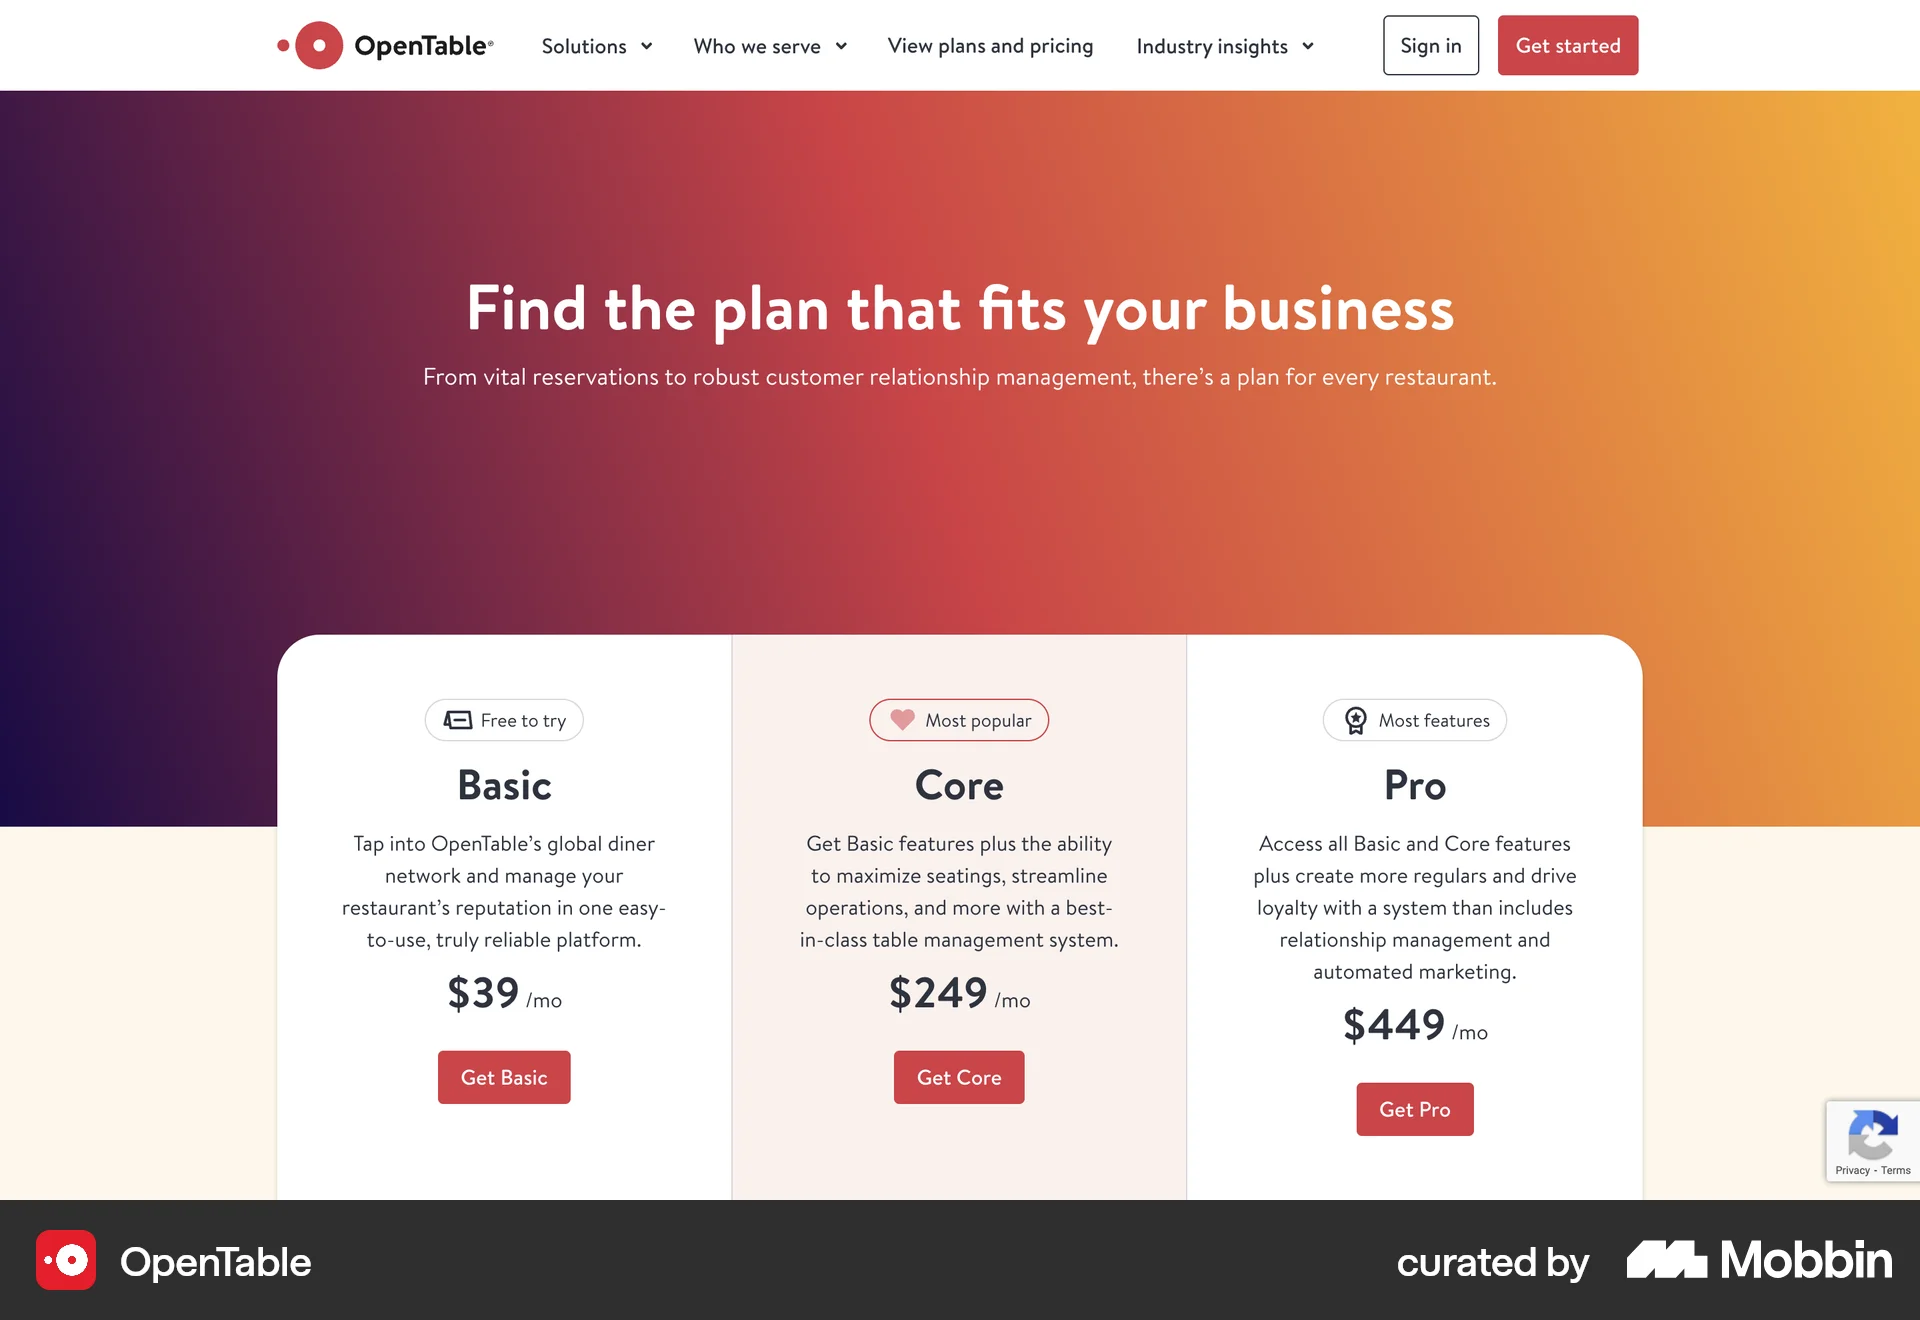 OpenTable®
Solutions
Who we serve
View plans and pricing
Industry insights
Sign in
Get started
Find the plan that fits your business
From vital reservations to robust customer relationship management, there’s a plan for every restaurant.
Free to try
Basic
Tap into OpenTable’s global diner
network and manage your
restaurant’s reputation in one easy-
to-use, truly reliable platform.
$39 /mo
Get Basic
Most popular
Core
Get Basic features plus the ability
to maximize seatings, streamline
operations, and more with a best-
in-class table management system.
$249 /mo
Get Core
Most features
Pro
Access all Basic and Core features
plus create more regulars and drive
loyalty with a system than includes
relationship management and
automated marketing.
$449 /mo
Get Pro
Privacy - Terms
OpenTable
curated by
Mobbin